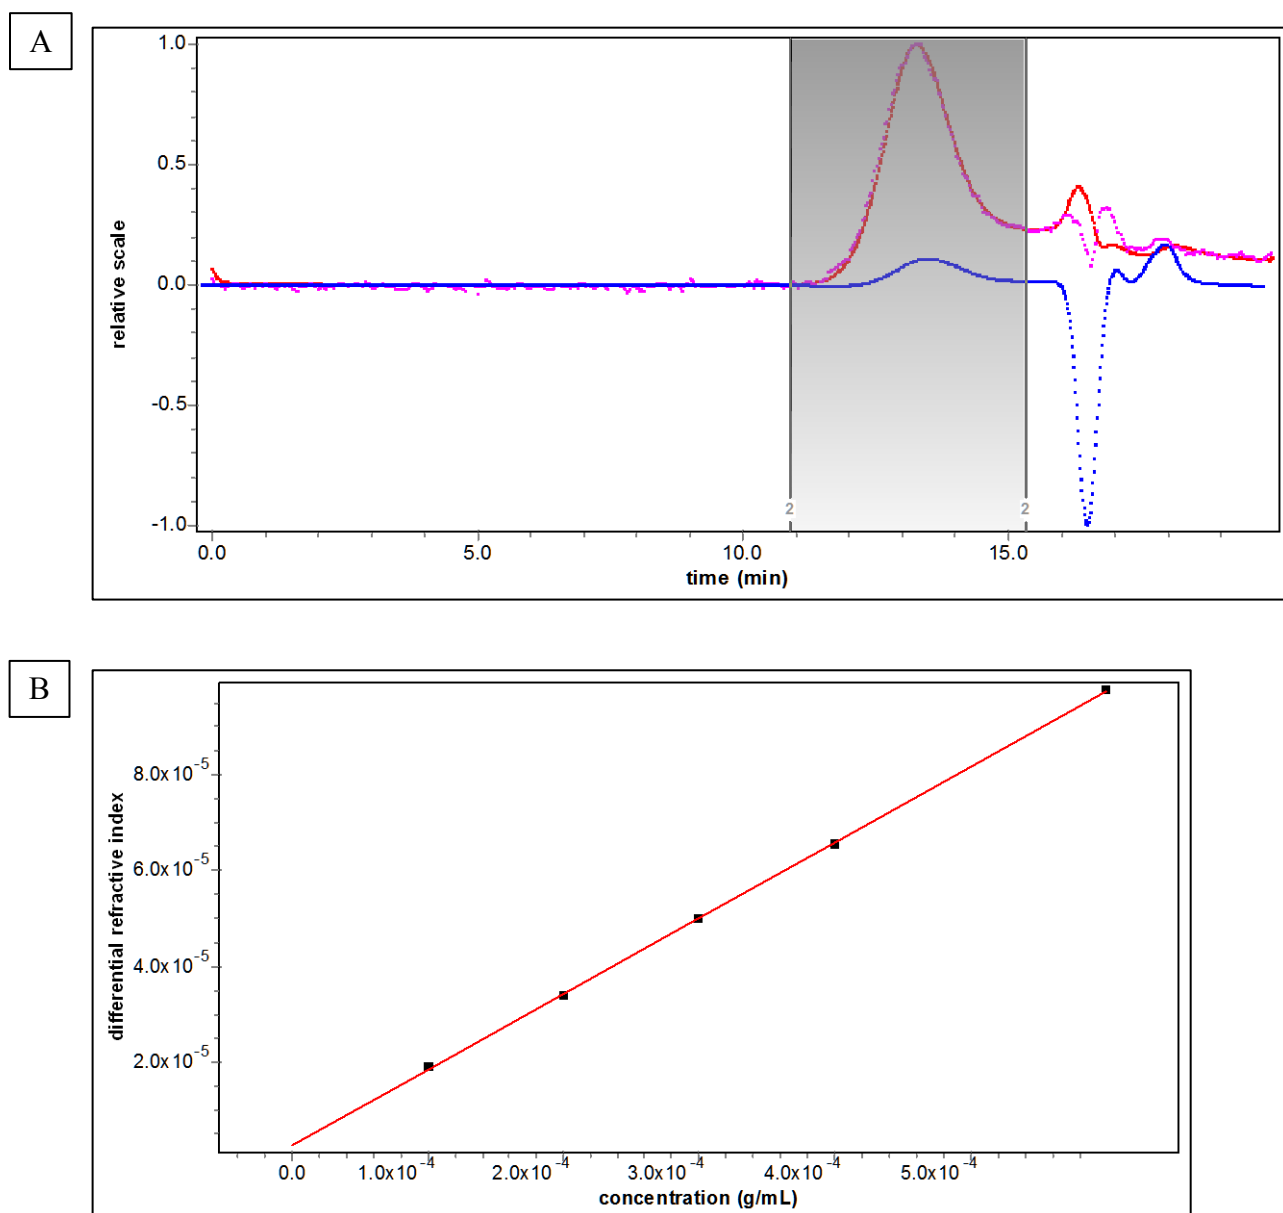 A
1.0
0.5
0.0
-0.5
-1.0
relative scale
2 2
0.0 5.0 10.0 15.0
time (min)
B
8.0x10⁻⁵
6.0x10⁻⁵
4.0x10⁻⁵
2.0x10⁻⁵
differential refractive index
0.0 1.0x10⁻⁴ 2.0x10⁻⁴ 3.0x10⁻⁴ 4.0x10⁻⁴ 5.0x10⁻⁴
concentration (g/mL)